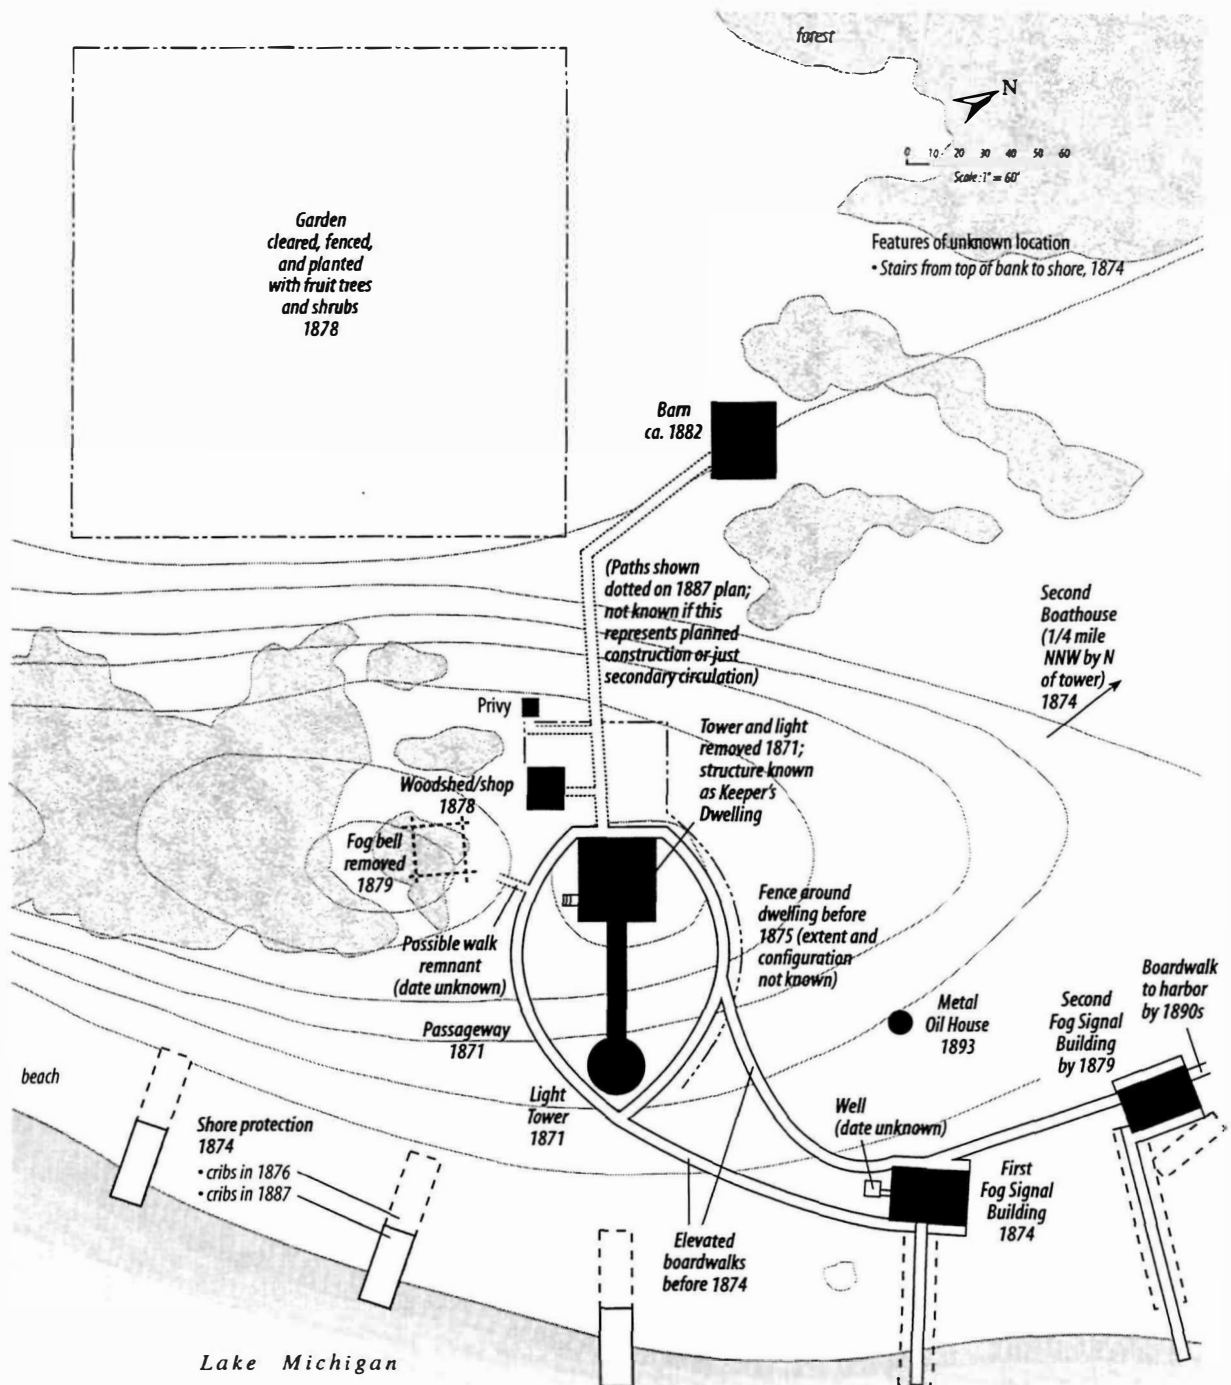 forest
N
0 10 20 30 40 50 60
Scale: 1" = 60'
Features of unknown location
• Stairs from top of bank to shore, 1874
Garden
cleared, fenced,
and planted
with fruit trees
and shrubs
1878
Barn
ca. 1882
(Paths shown
dotted on 1887 plan;
not known if this
represents planned
construction or just
secondary circulation)
Second
Boathouse
(1/4 mile
NNW by N
of tower)
1874
Privy
Tower and light
removed 1871;
structure known
as Keeper's
Dwelling
Woodshed/shop
1878
Fog bell
removed
1879
Fence around
dwelling before
1875 (extent and
configuration
not known)
Possible walk
remnant
(date unknown)
Passageway
1871
Metal
Oil House
1893
Second
Fog Signal
Building
by 1879
Boardwalk
to harbor
by 1890s
beach
Light
Tower
1871
Well
(date unknown)
Shore protection
1874
• cribs in 1876
• cribs in 1887
First
Fog Signal
Building
1874
Elevated
boardwalks
before 1874
Lake Michigan